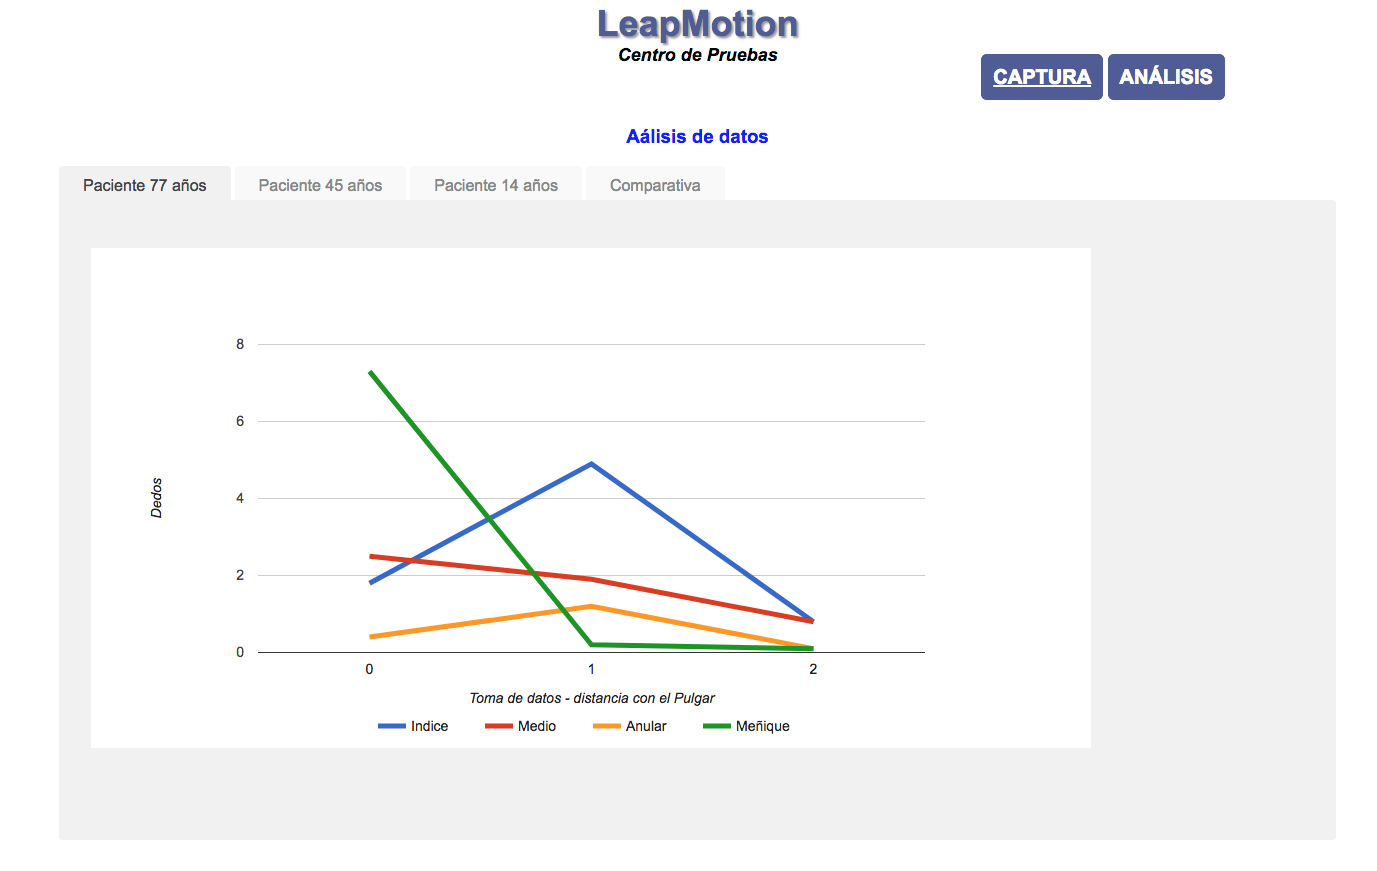 LeapMotion
Centro de Pruebas
CAPTURA ANÁLISIS
Aálisis de datos
Paciente 77 años Paciente 45 años Paciente 14 años Comparativa
8
6
4
2
0
Dedos
0 1 2
Toma de datos - distancia con el Pulgar
Indice Medio Anular Meñique